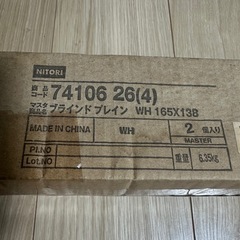 NITORI
商品コード 74106 26(4)
マスタ商品名 ブラインド プレイン WH 165X138
MADE IN CHINA WH 2 個入り
MASTER
PI.NO 重量 6.35kg
Lot.NO